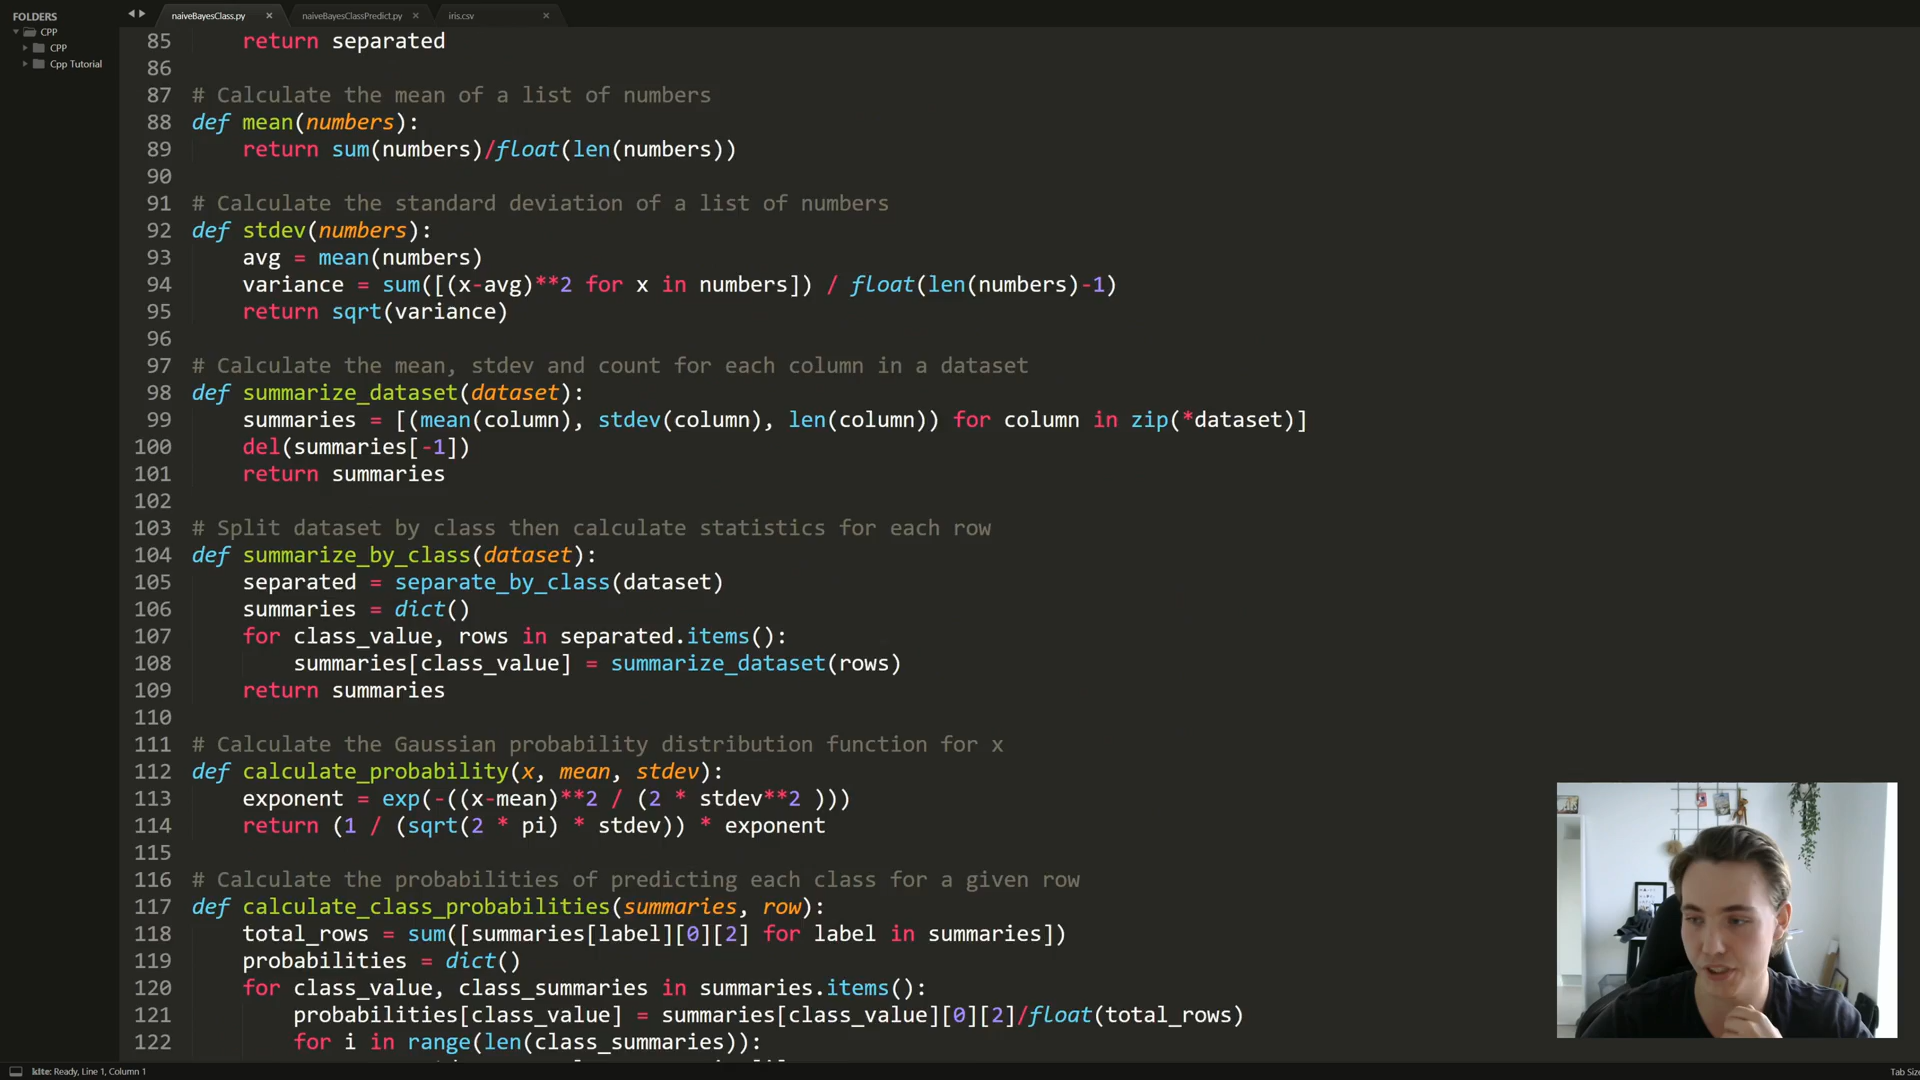 FOLDERS
CPP
CPP
Cpp Tutorial
naiveBayesClass.py
naiveBayesClassPredict.py
iris.csv
85     return separated
86
87 # Calculate the mean of a list of numbers
88 def mean(numbers):
89     return sum(numbers)/float(len(numbers))
90
91 # Calculate the standard deviation of a list of numbers
92 def stdev(numbers):
93     avg = mean(numbers)
94     variance = sum([(x-avg)**2 for x in numbers]) / float(len(numbers)-1)
95     return sqrt(variance)
96
97 # Calculate the mean, stdev and count for each column in a dataset
98 def summarize_dataset(dataset):
99     summaries = [(mean(column), stdev(column), len(column)) for column in zip(*dataset)]
100     del(summaries[-1])
101     return summaries
102
103 # Split dataset by class then calculate statistics for each row
104 def summarize_by_class(dataset):
105     separated = separate_by_class(dataset)
106     summaries = dict()
107     for class_value, rows in separated.items():
108         summaries[class_value] = summarize_dataset(rows)
109     return summaries
110
111 # Calculate the Gaussian probability distribution function for x
112 def calculate_probability(x, mean, stdev):
113     exponent = exp(-((x-mean)**2 / (2 * stdev**2 )))
114     return (1 / (sqrt(2 * pi) * stdev)) * exponent
115
116 # Calculate the probabilities of predicting each class for a given row
117 def calculate_class_probabilities(summaries, row):
118     total_rows = sum([summaries[label][0][2] for label in summaries])
119     probabilities = dict()
120     for class_value, class_summaries in summaries.items():
121         probabilities[class_value] = summaries[class_value][0][2]/float(total_rows)
122         for i in range(len(class_summaries)):
Ready, Line 1, Column 1
Tab Size